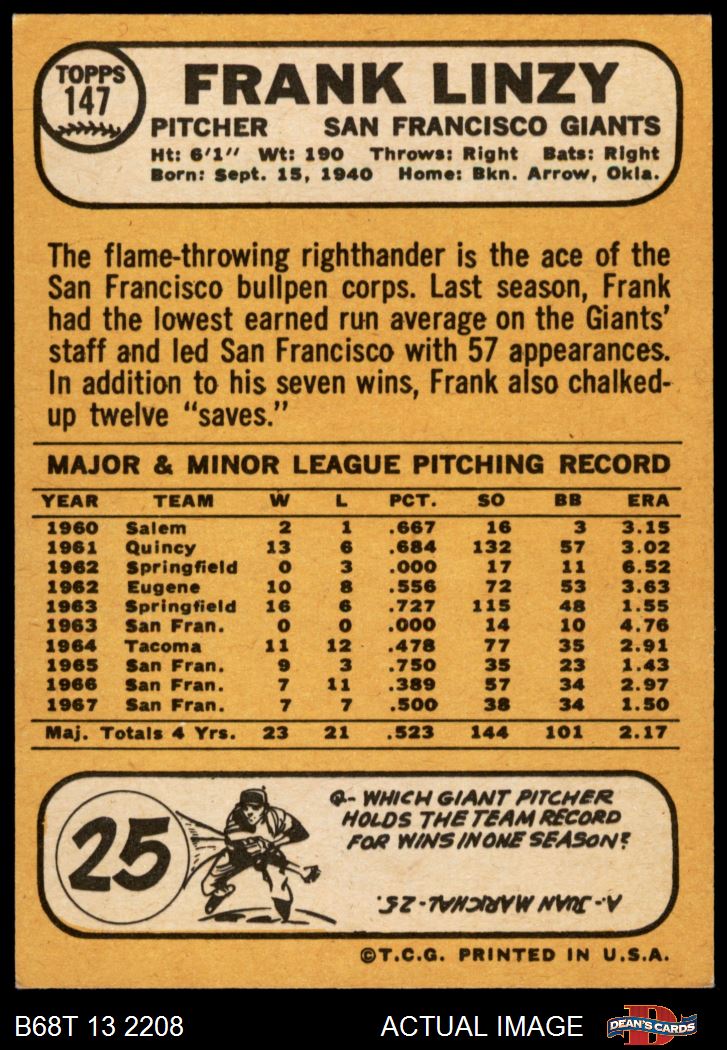 TOPPS
147
FRANK LINZY
PITCHER SAN FRANCISCO GIANTS
Ht: 6'1" Wt: 190 Throws: Right Bats: Right
Born: Sept. 15, 1940 Home: Bkn. Arrow, Okla.
The flame-throwing righthander is the ace of the
San Francisco bullpen corps. Last season, Frank
had the lowest earned run average on the Giants'
staff and led San Francisco with 57 appearances.
In addition to his seven wins, Frank also chalked-
up twelve "saves."
MAJOR & MINOR LEAGUE PITCHING RECORD
YEAR TEAM W L PCT. SO BB ERA
1960 Salem 2 1 .667 16 3 3.15
1961 Quincy 13 6 .684 132 57 3.02
1962 Springfield 0 3 .000 17 11 6.52
1962 Eugene 10 8 .556 72 53 3.63
1963 Springfield 16 6 .727 115 48 1.55
1963 San Fran. 0 0 .000 14 10 4.76
1964 Tacoma 11 12 .478 77 35 2.91
1965 San Fran. 9 3 .750 35 23 1.43
1966 San Fran. 7 11 .389 57 34 2.97
1967 San Fran. 7 7 .500 38 34 1.50
Maj. Totals 4 Yrs. 23 21 .523 144 101 2.17
25
Q- WHICH GIANT PITCHER
HOLDS THE TEAM RECORD
FOR WINS IN ONE SEASON?
A. JUAN MARICHAL - 25.
©T.C.G. PRINTED IN U.S.A.
B68T 13 2208 ACTUAL IMAGE DEAN'S CARDS